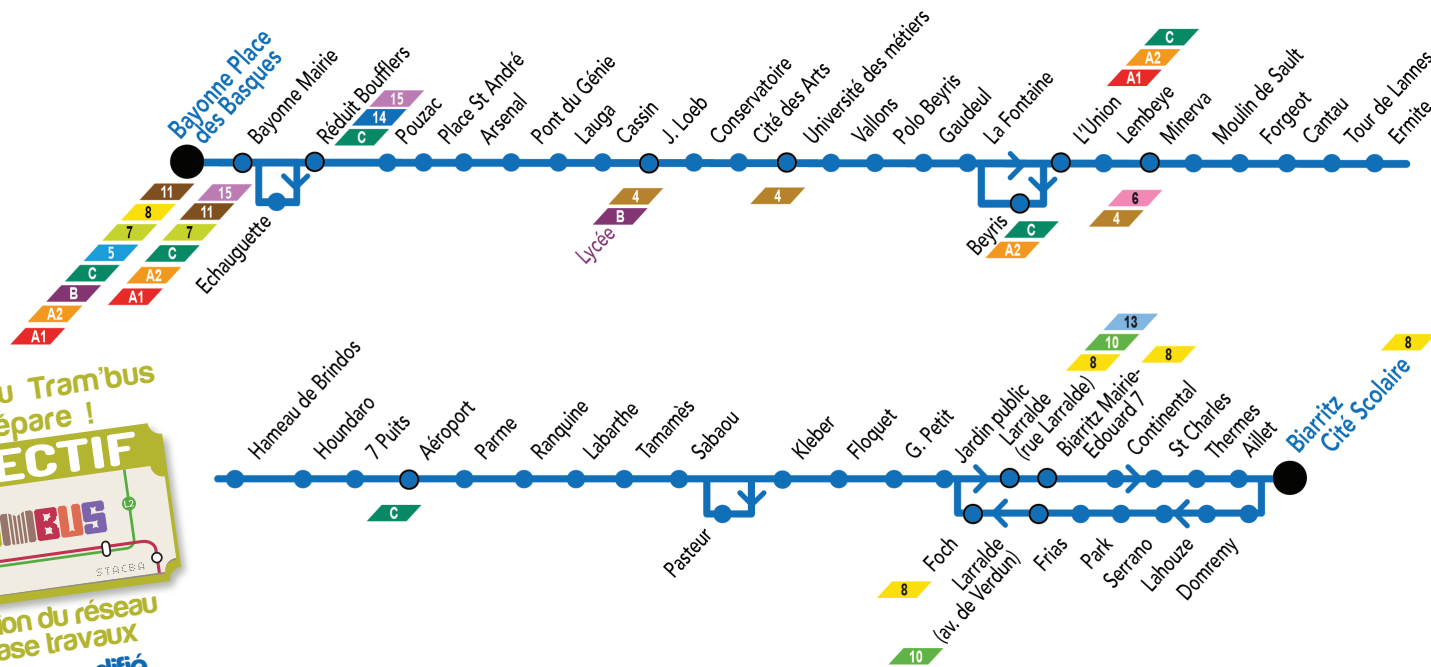 Bayonne Place
des Basques
Bayonne Mairie
Réduit Boufflers
15
14
C
Pouzac
Place St André
Arsenal
Pont du Génie
Lauga
Cassin
J. Loeb
Conservatoire
Cité des Arts
Université des métiers
Vallons
Polo Beyris
Gaudeul
La Fontaine
C
A2
A1
L'Union
Lembeye
Minerva
Moulin de Sault
Forgeot
Cantau
Tour de Lannes
Ermite
11
8
7
5
C
B
A2
A1
15
11
7
C
A2
A1
Echauguette
4
B
Lycée
4
Beyris
C
A2
6
4
Hameau de Brindos
Houndaro
7 Puits
Aéroport
C
Parme
Ranquine
Labarthe
Tamamès
Sabaou
Pasteur
Kleber
Floquet
G. Petit
Jardin public
Larralde
(rue Larralde)
13
10
8
Biarritz Mairie-
Edouard 7
8
Continental
St Charles
Thermes
Aillet
8
Biarritz
Cité Scolaire
Foch
8
Larralde
(av. de Verdun)
10
Frias
Park
Serrano
Lahouze
Domremy
u Tram'bus
épare !
ECTIF
BUS
L2
STACBA
ion du réseau
ase travaux
difié